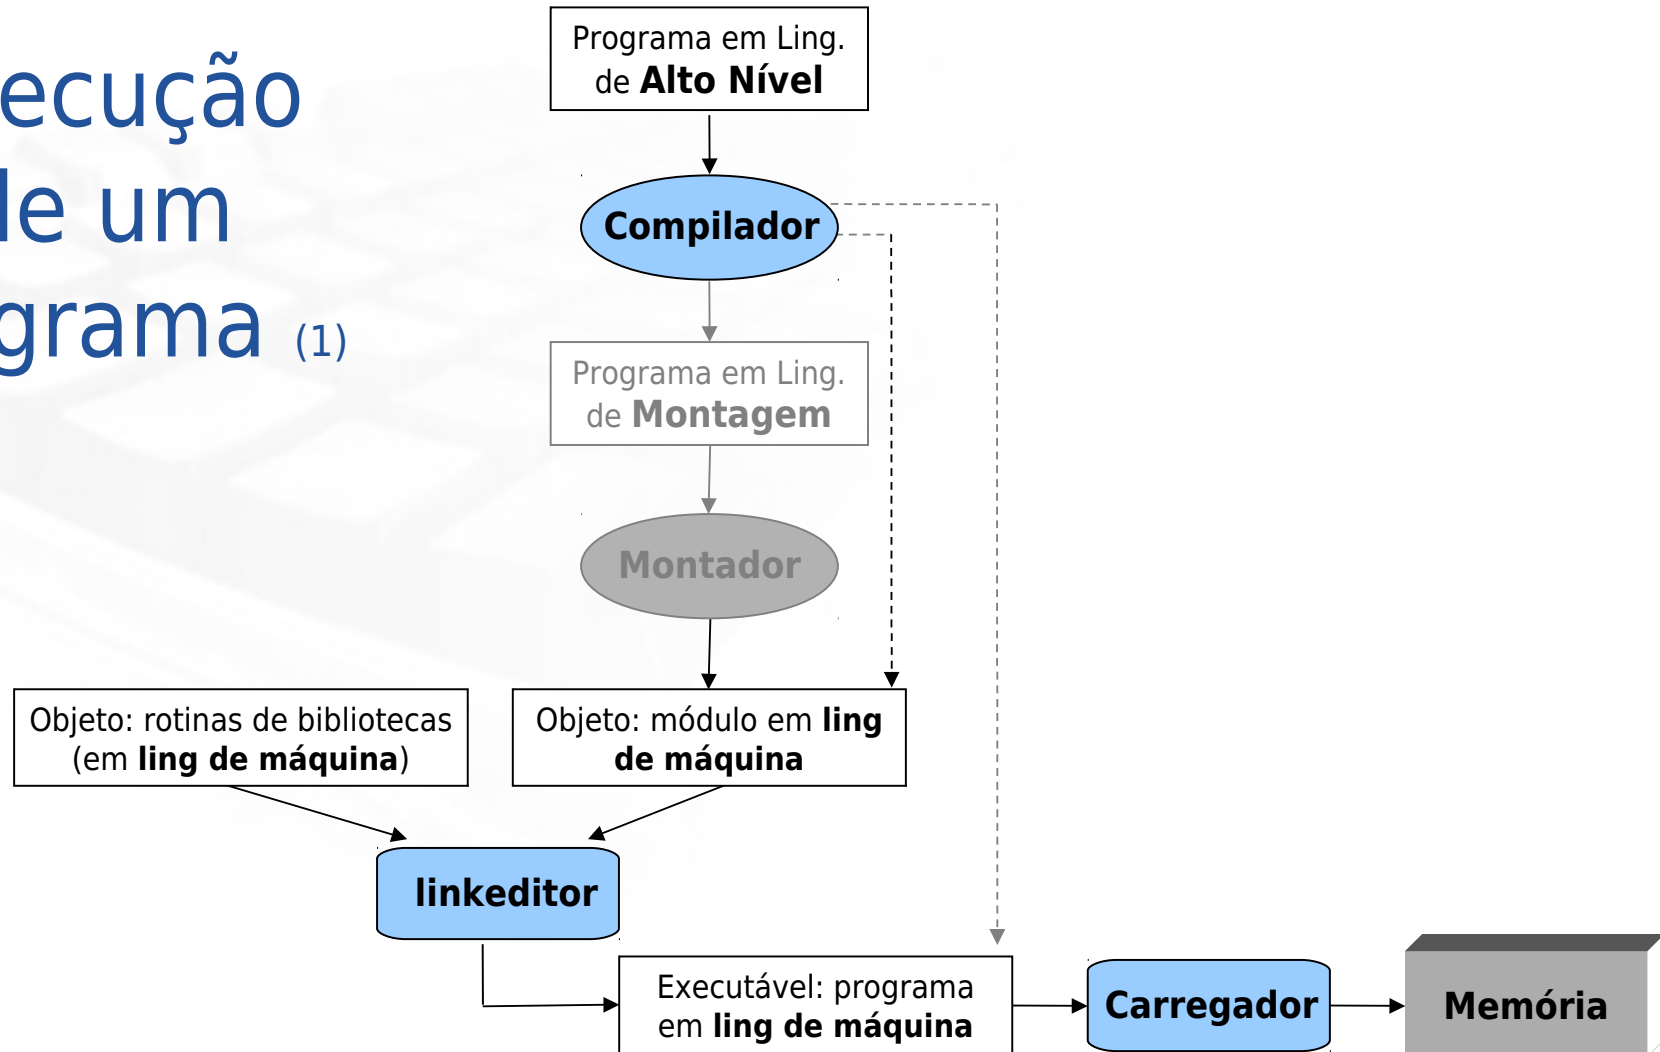 ecução
de um
grama (1)
Programa em Ling.
de Alto Nível
Compilador
Programa em Ling.
de Montagem
Montador
Objeto: rotinas de bibliotecas
(em ling de máquina)
Objeto: módulo em ling
de máquina
linkeditor
Executável: programa
em ling de máquina
Carregador
Memória